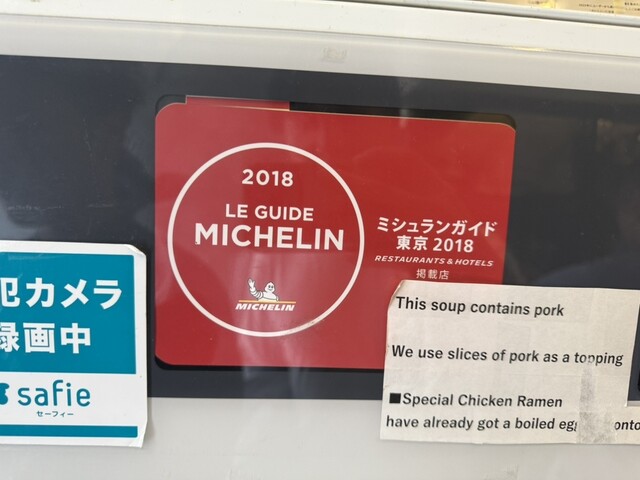 2018
LE GUIDE
MICHELIN
MICHELIN
ミシュランガイド
東京 2018
RESTAURANTS & HOTELS
掲載店
犯カメラ
録画中
safie
セーフィー
This soup contains pork
We use slices of pork as a topping
■Special Chicken Ramen
have already got a boiled egg onto